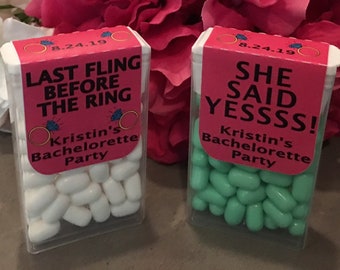 8.24.19
LAST FLING
BEFORE
THE RING
Kristin's
Bachelorette
Party
8.24.19
SHE
SAID
YESSSS!
Kristin's
Bachelorette
Party